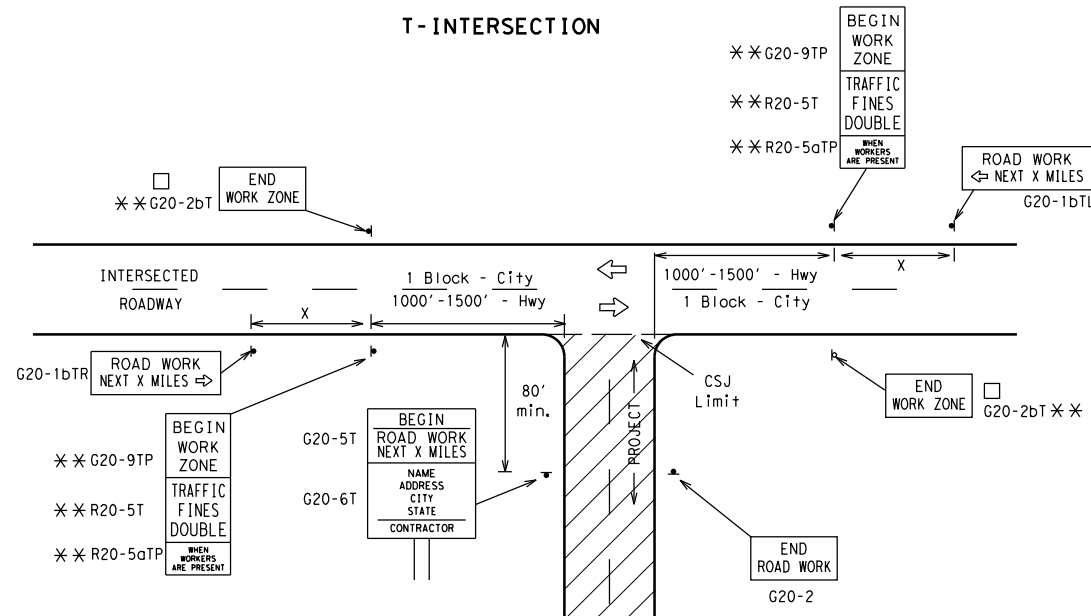 T-INTERSECTION
BEGIN
WORK
ZONE
TRAFFIC
FINES
DOUBLE
WHEN
WORKERS
ARE PRESENT
**G20-9TP
**R20-5T
**R20-5aTP
ROAD WORK
⇦ NEXT X MILES
G20-1bTL
□
**G20-2bT
END
WORK ZONE
INTERSECTED
ROADWAY
1 Block - City
1000'-1500' - Hwy
X
⇦
⇨
1000'-1500' - Hwy
1 Block - City
X
G20-1bTR
ROAD WORK
NEXT X MILES ⇨
80'
min.
CSJ
Limit
PROJECT
END
WORK ZONE
□
G20-2bT **
**G20-9TP
**R20-5T
**R20-5aTP
BEGIN
WORK
ZONE
TRAFFIC
FINES
DOUBLE
WHEN
WORKERS
ARE PRESENT
G20-5T
G20-6T
BEGIN
ROAD WORK
NEXT X MILES
NAME
ADDRESS
CITY
STATE
CONTRACTOR
END
ROAD WORK
G20-2